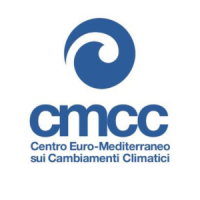 cmcc
Centro Euro-Mediterraneo
sui Cambiamenti Climatici